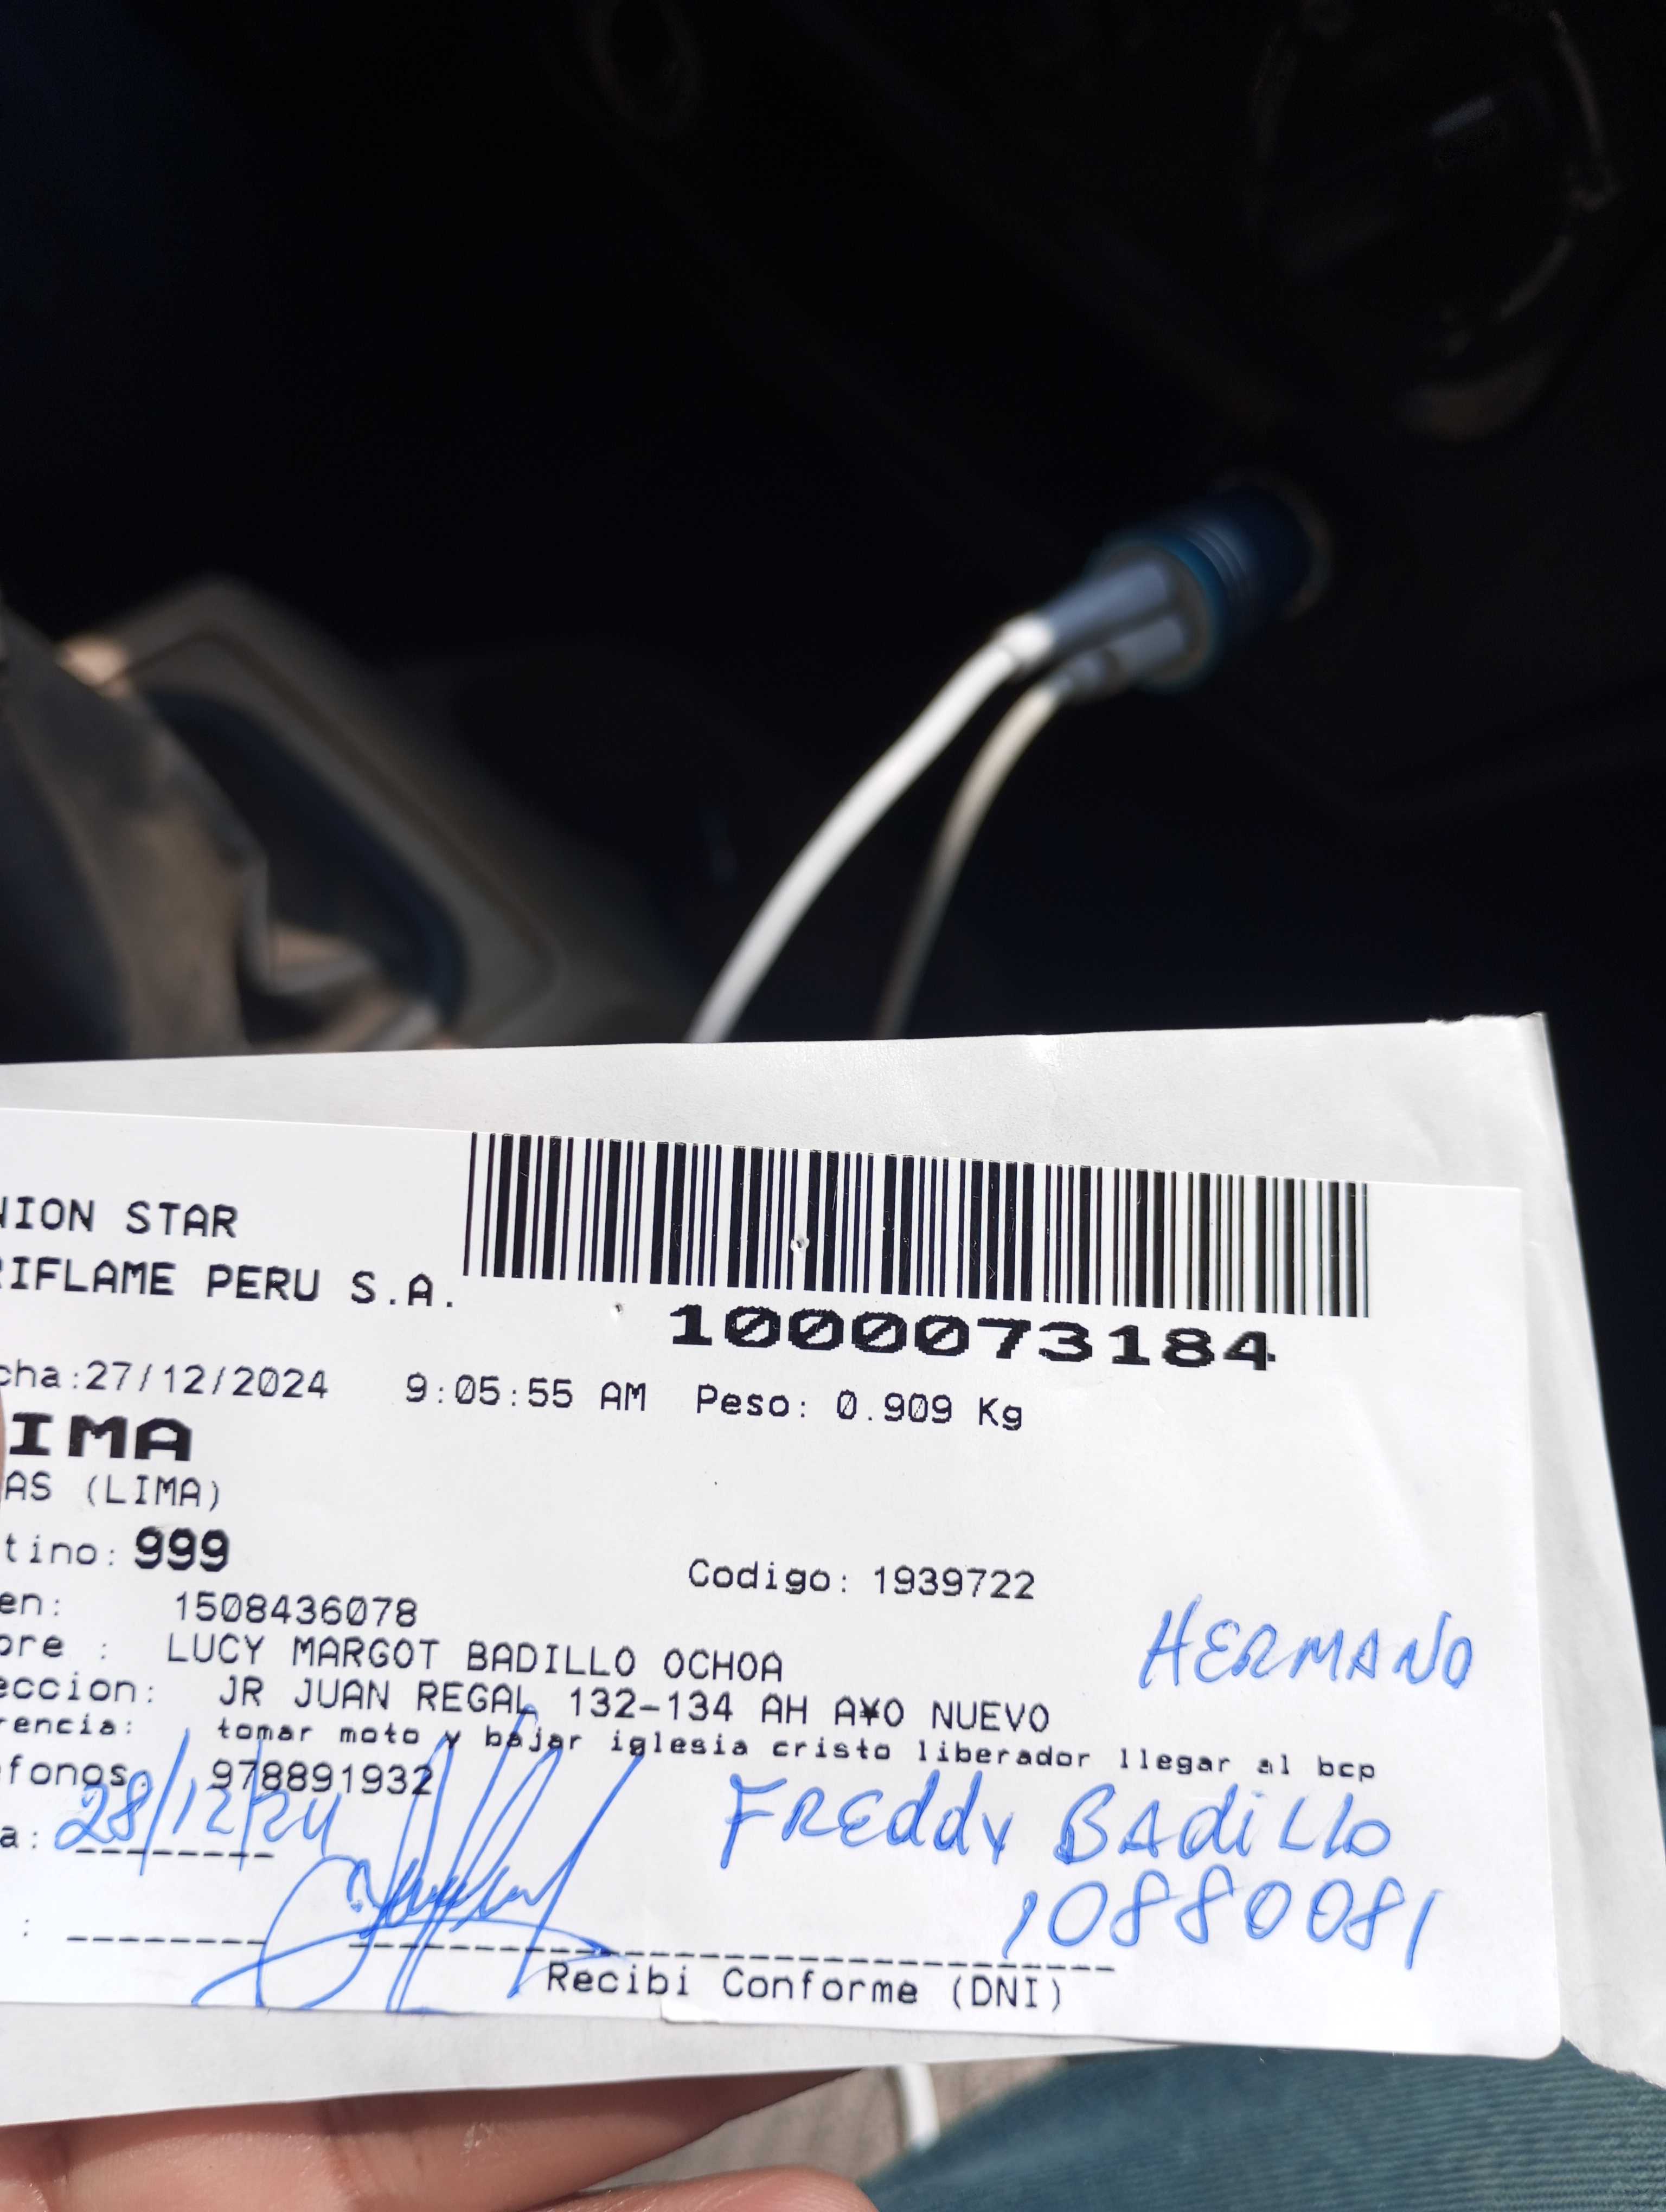 NION STAR
RIFLAME PERU S.A.
1000073184
cha:27/12/2024 9:05:55 AM Peso: 0.909 Kg
IMA
AS (LIMA)
tino: 999
Codigo: 1939722
en: 1508436078
HERMANO
bre : LUCY MARGOT BADILLO OCHOA
eccion: JR JUAN REGAL 132-134 AH A¥O NUEVO
rencia: tomar moto y bajar iglesia cristo liberador llegar al bcp
fonos: 978891932
a: 28/12/24
Freddy Badillo
10880081
:
Recibi Conforme (DNI)